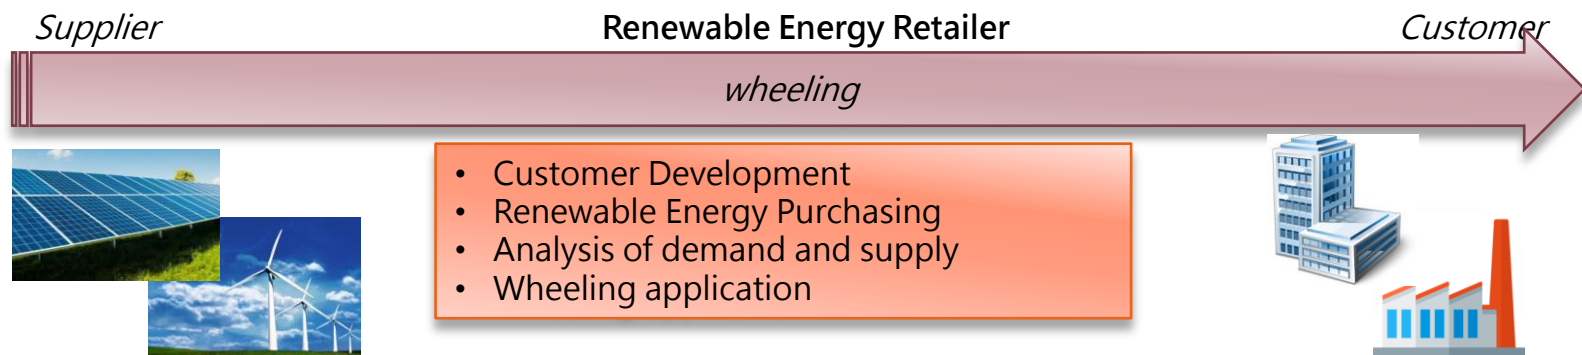 Supplier
Renewable Energy Retailer
Customer
wheeling
• Customer Development
• Renewable Energy Purchasing
• Analysis of demand and supply
• Wheeling application